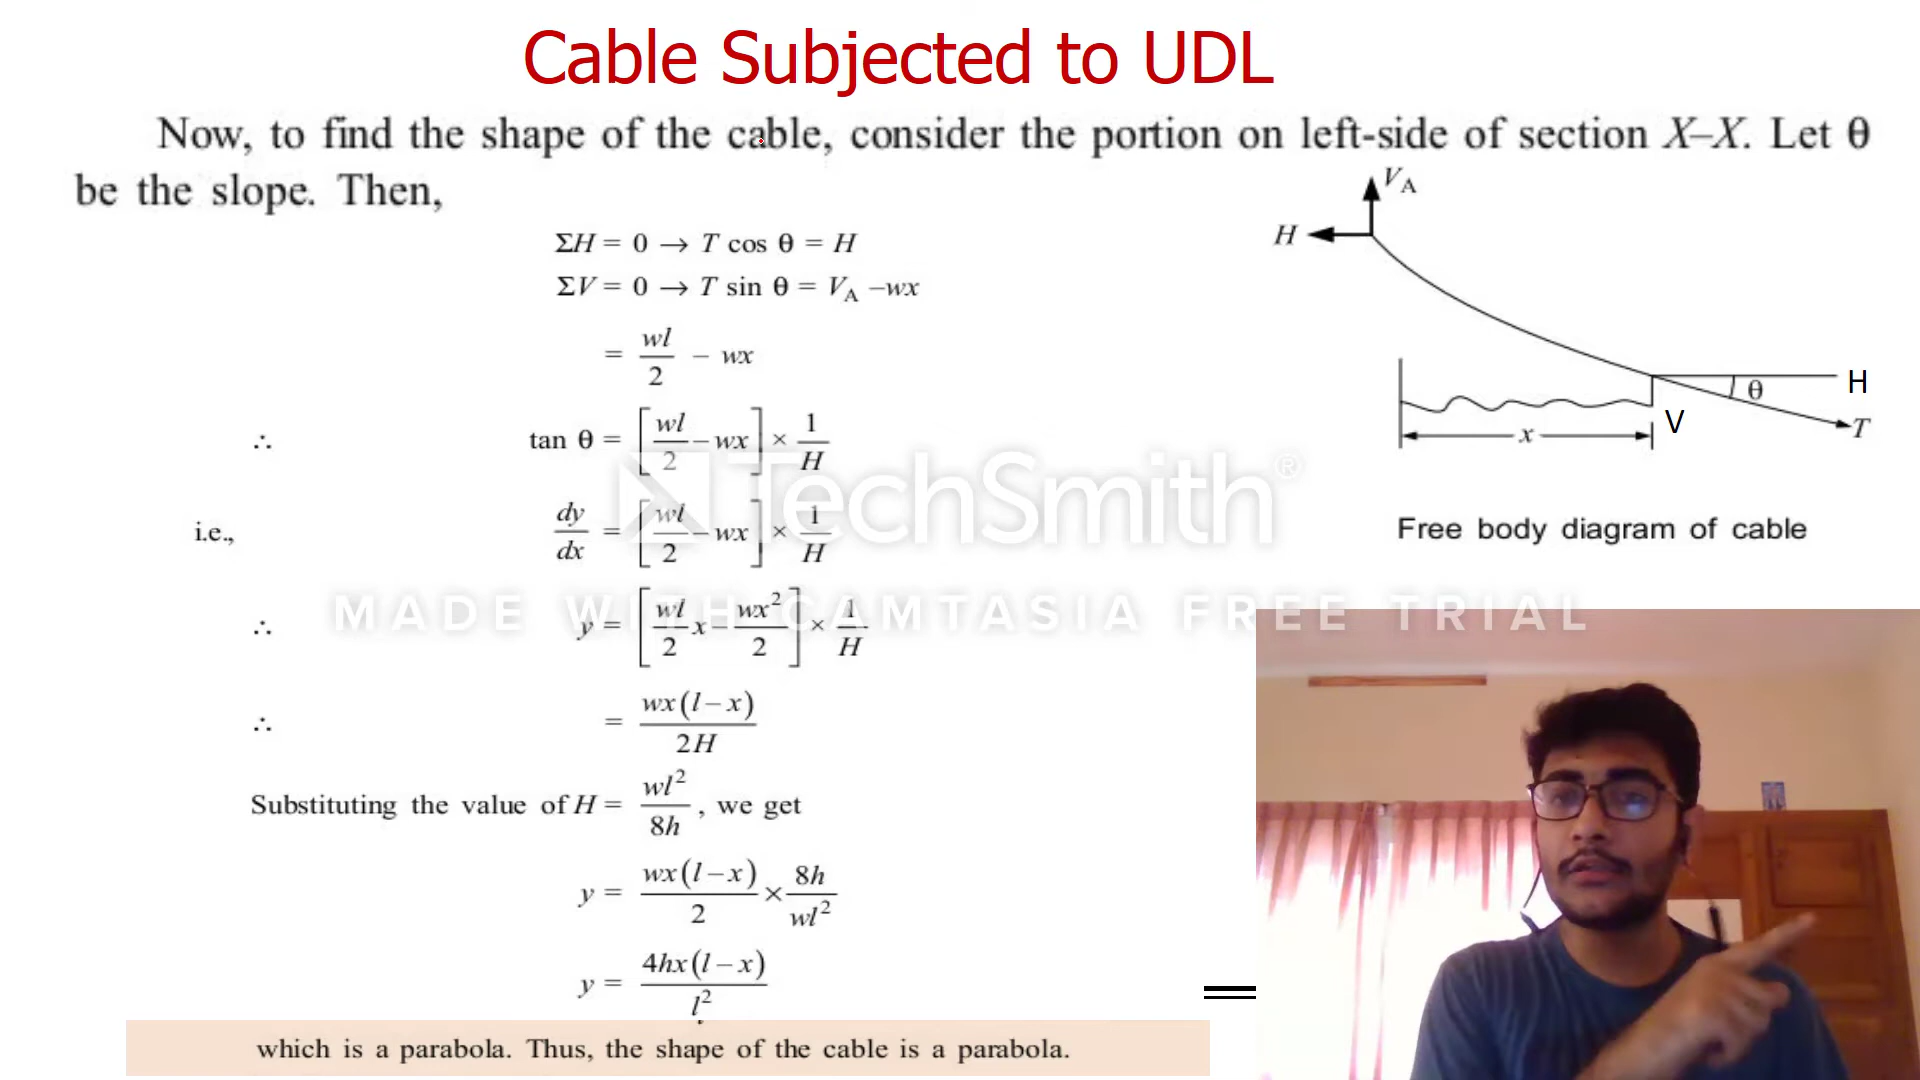 Cable Subjected to UDL
Now, to find the shape of the cable, consider the portion on left-side of section X–X. Let θ
be the slope. Then,
ΣH = 0 → T cos θ = H
ΣV = 0 → T sin θ = V_A –wx
= wl/2 – wx
∴ tan θ = [wl/2 – wx] × 1/H
i.e., dy/dx = [wl/2 – wx] × 1/H
∴ y = [wl/2 x – wx²/2] × 1/H
∴ = wx(l – x)/2H
Substituting the value of H = wl²/8h, we get
y = wx(l – x)/2 × 8h/wl²
y = 4hx(l – x)/l²
which is a parabola. Thus, the shape of the cable is a parabola.
V_A
H
H
θ
V
T
x
Free body diagram of cable
TechSmith®
MADE WITH CAMTASIA FREE TRIAL